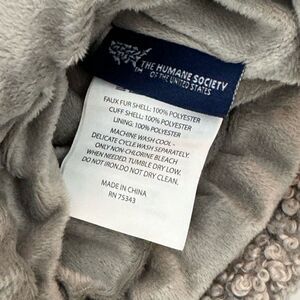 THE HUMANE SOCIETY
TM OF THE UNITED STATES
FAUX FUR SHELL: 100% POLYESTER
CUFF SHELL: 100% POLYESTER
LINING: 100% POLYESTER
MACHINE WASH COOL -
DELICATE CYCLE.WASH SEPARATELY.
ONLY NON-CHLORINE BLEACH
WHEN NEEDED. TUMBLE DRY LOW.
DO NOT IRON.DO NOT DRY CLEAN.
MADE IN CHINA
RN 75343